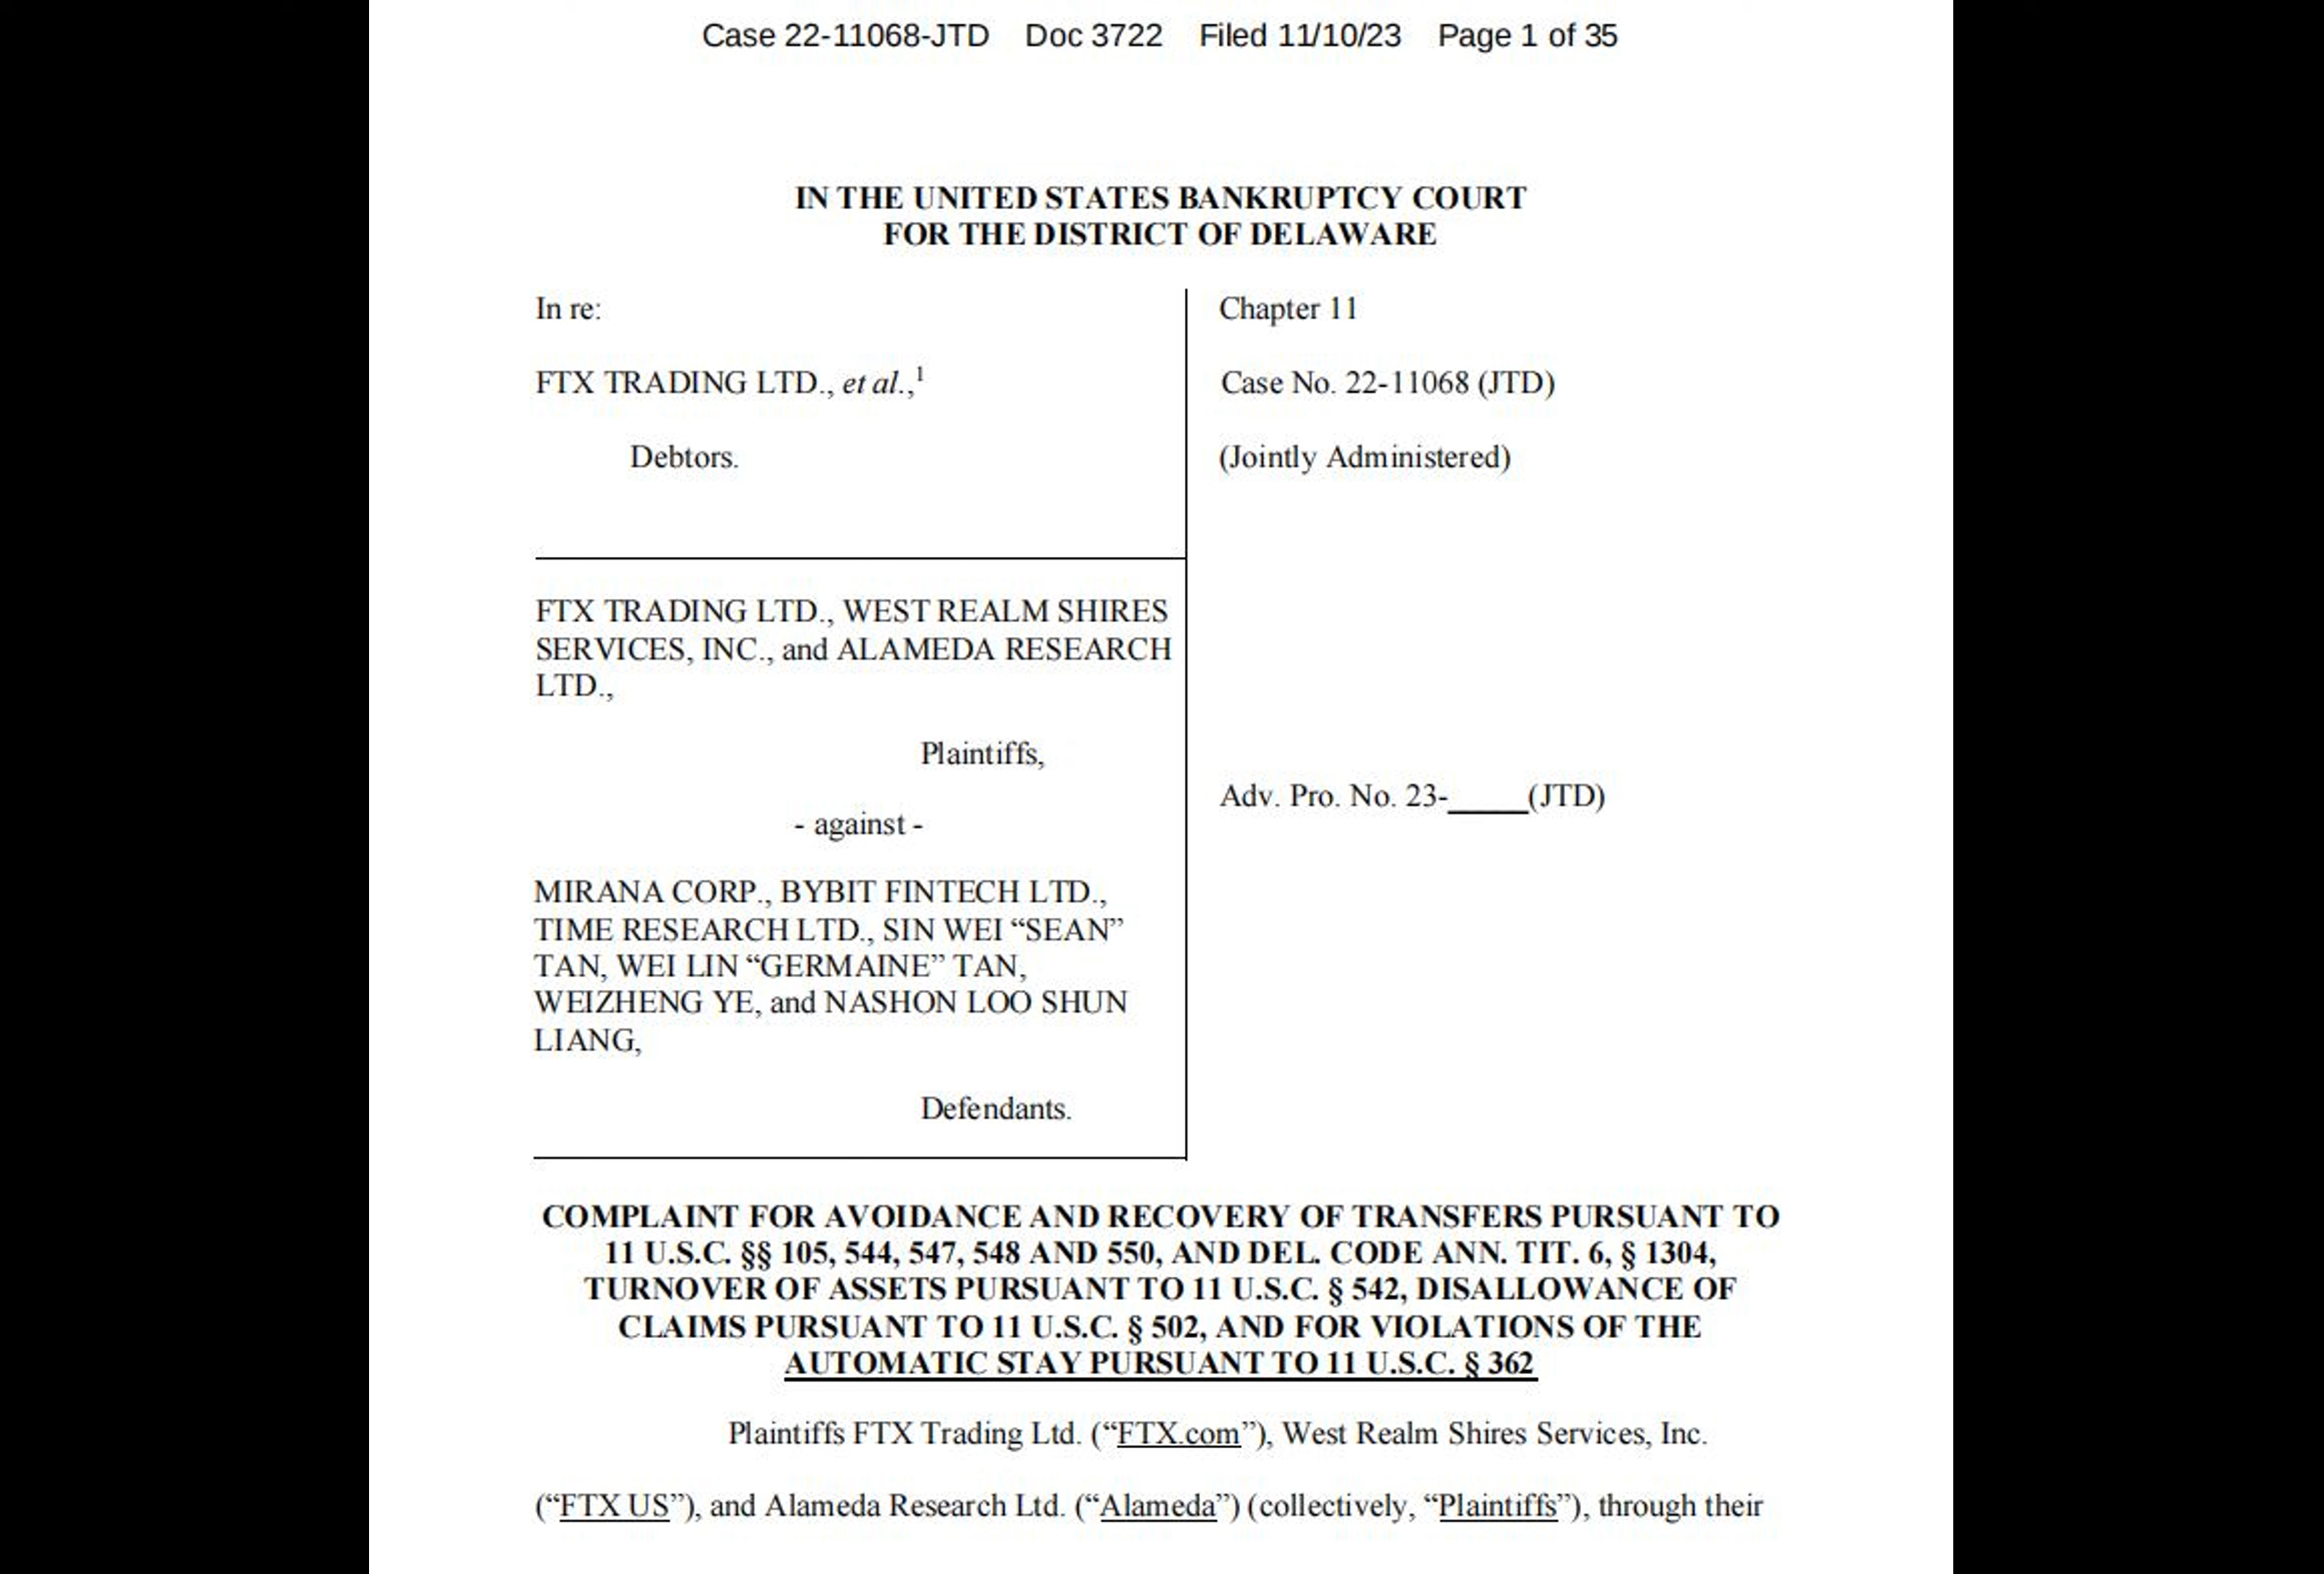 Case 22-11068-JTD Doc 3722 Filed 11/10/23 Page 1 of 35
IN THE UNITED STATES BANKRUPTCY COURT
FOR THE DISTRICT OF DELAWARE
In re:
FTX TRADING LTD., et al.,1
Debtors.
Chapter 11
Case No. 22-11068 (JTD)
(Jointly Administered)
FTX TRADING LTD., WEST REALM SHIRES
SERVICES, INC., and ALAMEDA RESEARCH
LTD.,
Plaintiffs,
- against -
MIRANA CORP., BYBIT FINTECH LTD.,
TIME RESEARCH LTD., SIN WEI “SEAN”
TAN, WEI LIN “GERMAINE” TAN,
WEIZHENG YE, and NASHON LOO SHUN
LIANG,
Defendants.
Adv. Pro. No. 23-_____(JTD)
COMPLAINT FOR AVOIDANCE AND RECOVERY OF TRANSFERS PURSUANT TO
11 U.S.C. §§ 105, 544, 547, 548 AND 550, AND DEL. CODE ANN. TIT. 6, § 1304,
TURNOVER OF ASSETS PURSUANT TO 11 U.S.C. § 542, DISALLOWANCE OF
CLAIMS PURSUANT TO 11 U.S.C. § 502, AND FOR VIOLATIONS OF THE
AUTOMATIC STAY PURSUANT TO 11 U.S.C. § 362
Plaintiffs FTX Trading Ltd. (“FTX.com”), West Realm Shires Services, Inc.
(“FTX US”), and Alameda Research Ltd. (“Alameda”) (collectively, “Plaintiffs”), through their